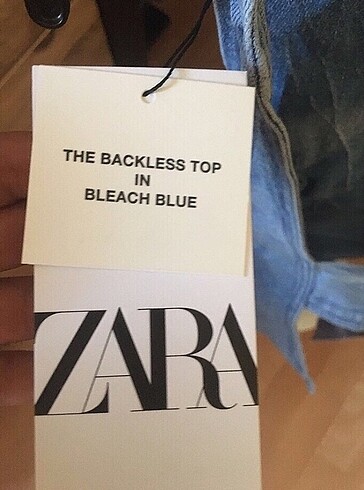 THE BACKLESS TOP
IN
BLEACH BLUE
ZARA